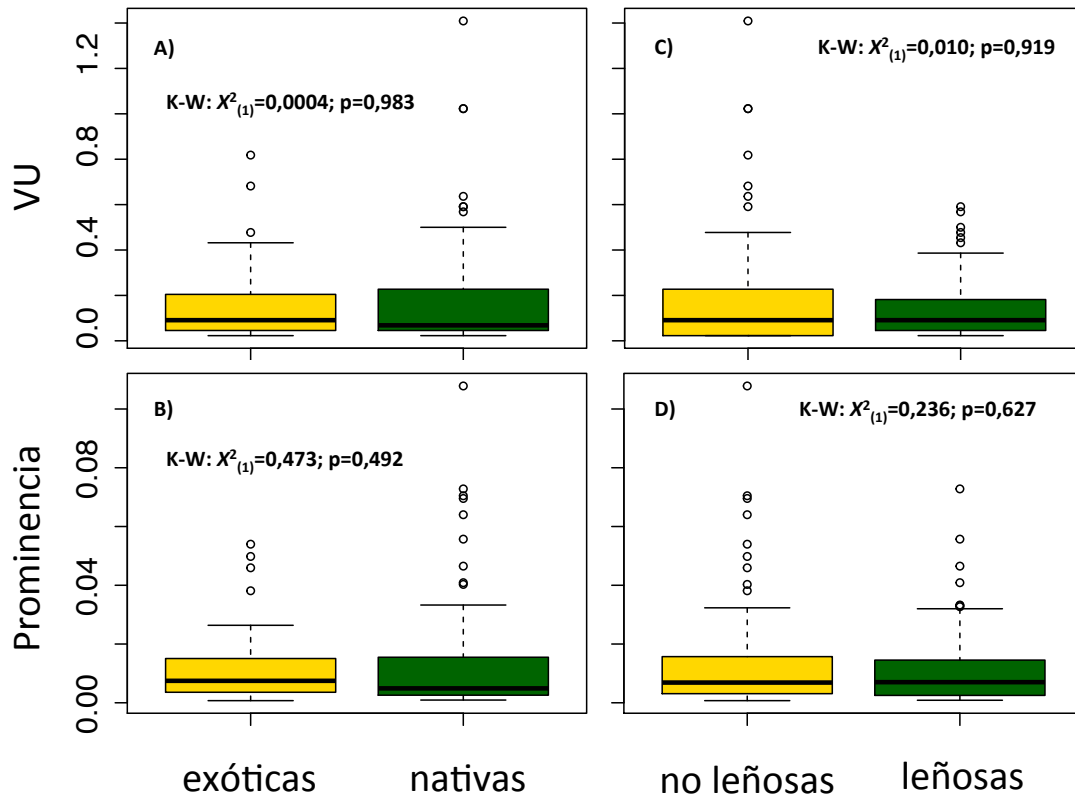 A)
K-W: X²(1)=0,0004; p=0,983
C)
K-W: X²(1)=0,010; p=0,919
VU
1.2
0.8
0.4
0.0
B)
K-W: X²(1)=0,473; p=0,492
D)
K-W: X²(1)=0,236; p=0,627
Prominencia
0.08
0.04
0.00
exóticas nativas no leñosas leñosas